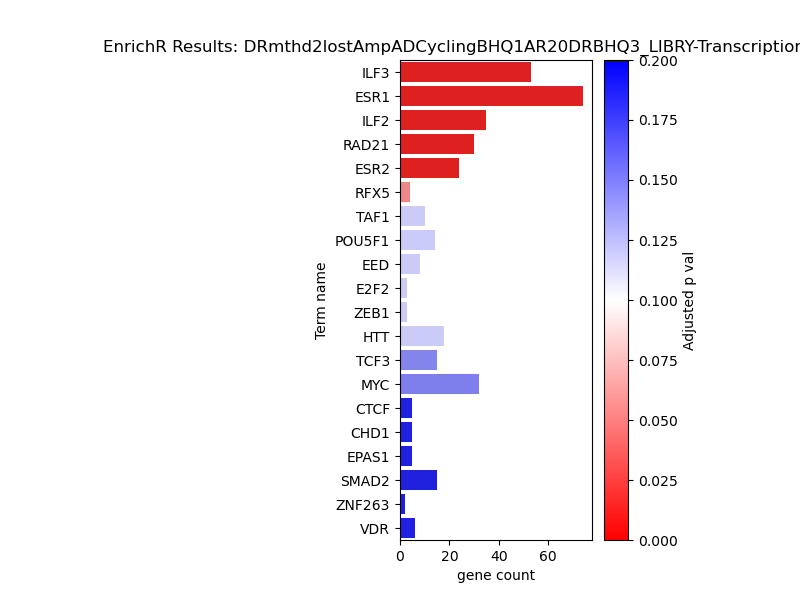 EnrichR Results: DRmthd2lostAmpADCyclingBHQ1AR20DRBHQ3_LIBRY-Transcription
ILF3
ESR1
ILF2
RAD21
ESR2
RFX5
TAF1
POU5F1
EED
E2F2
ZEB1
HTT
TCF3
MYC
CTCF
CHD1
EPAS1
SMAD2
ZNF263
VDR
Term name
0 20 40 60
gene count
0.200
0.175
0.150
0.125
0.100
0.075
0.050
0.025
0.000
Adjusted p val